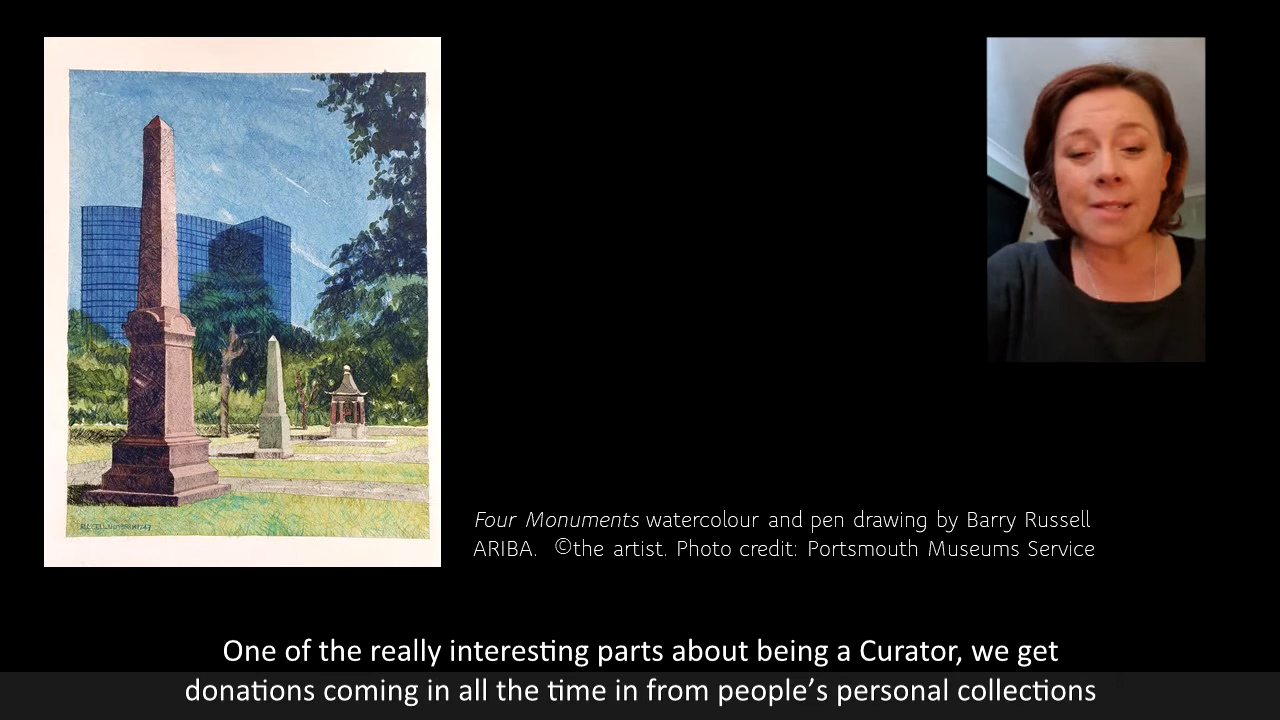 Four Monuments watercolour and pen drawing by Barry Russell
ARIBA. ©the artist. Photo credit: Portsmouth Museums Service
One of the really interesting parts about being a Curator, we get
donations coming in all the time in from people's personal collections